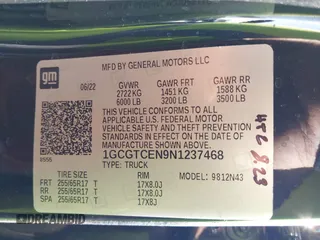 gm
MFD BY GENERAL MOTORS LLC
06/22
GVWR GAWR FRT GAWR RR
2722 KG 1451 KG 1588 KG
6000 LB 3200 LB 3500 LB
THIS VEHICLE CONFORMS TO ALL
APPLICABLE U.S. FEDERAL MOTOR
VEHICLE SAFETY, BUMPER, AND THEFT
PREVENTION STANDARDS IN EFFECT ON
THE DATE OF MANUFACTURE SHOWN ABOVE.
1GCGTCEN9N1237468
TYPE: TRUCK MODEL: 9812N43
TIRE SIZE RIM
FRT 255/65R17 T 17X8.0J
RR 255/65R17 T 17X8.0J
SPA 255/65R17 T 17X8J
823
DREAMBID